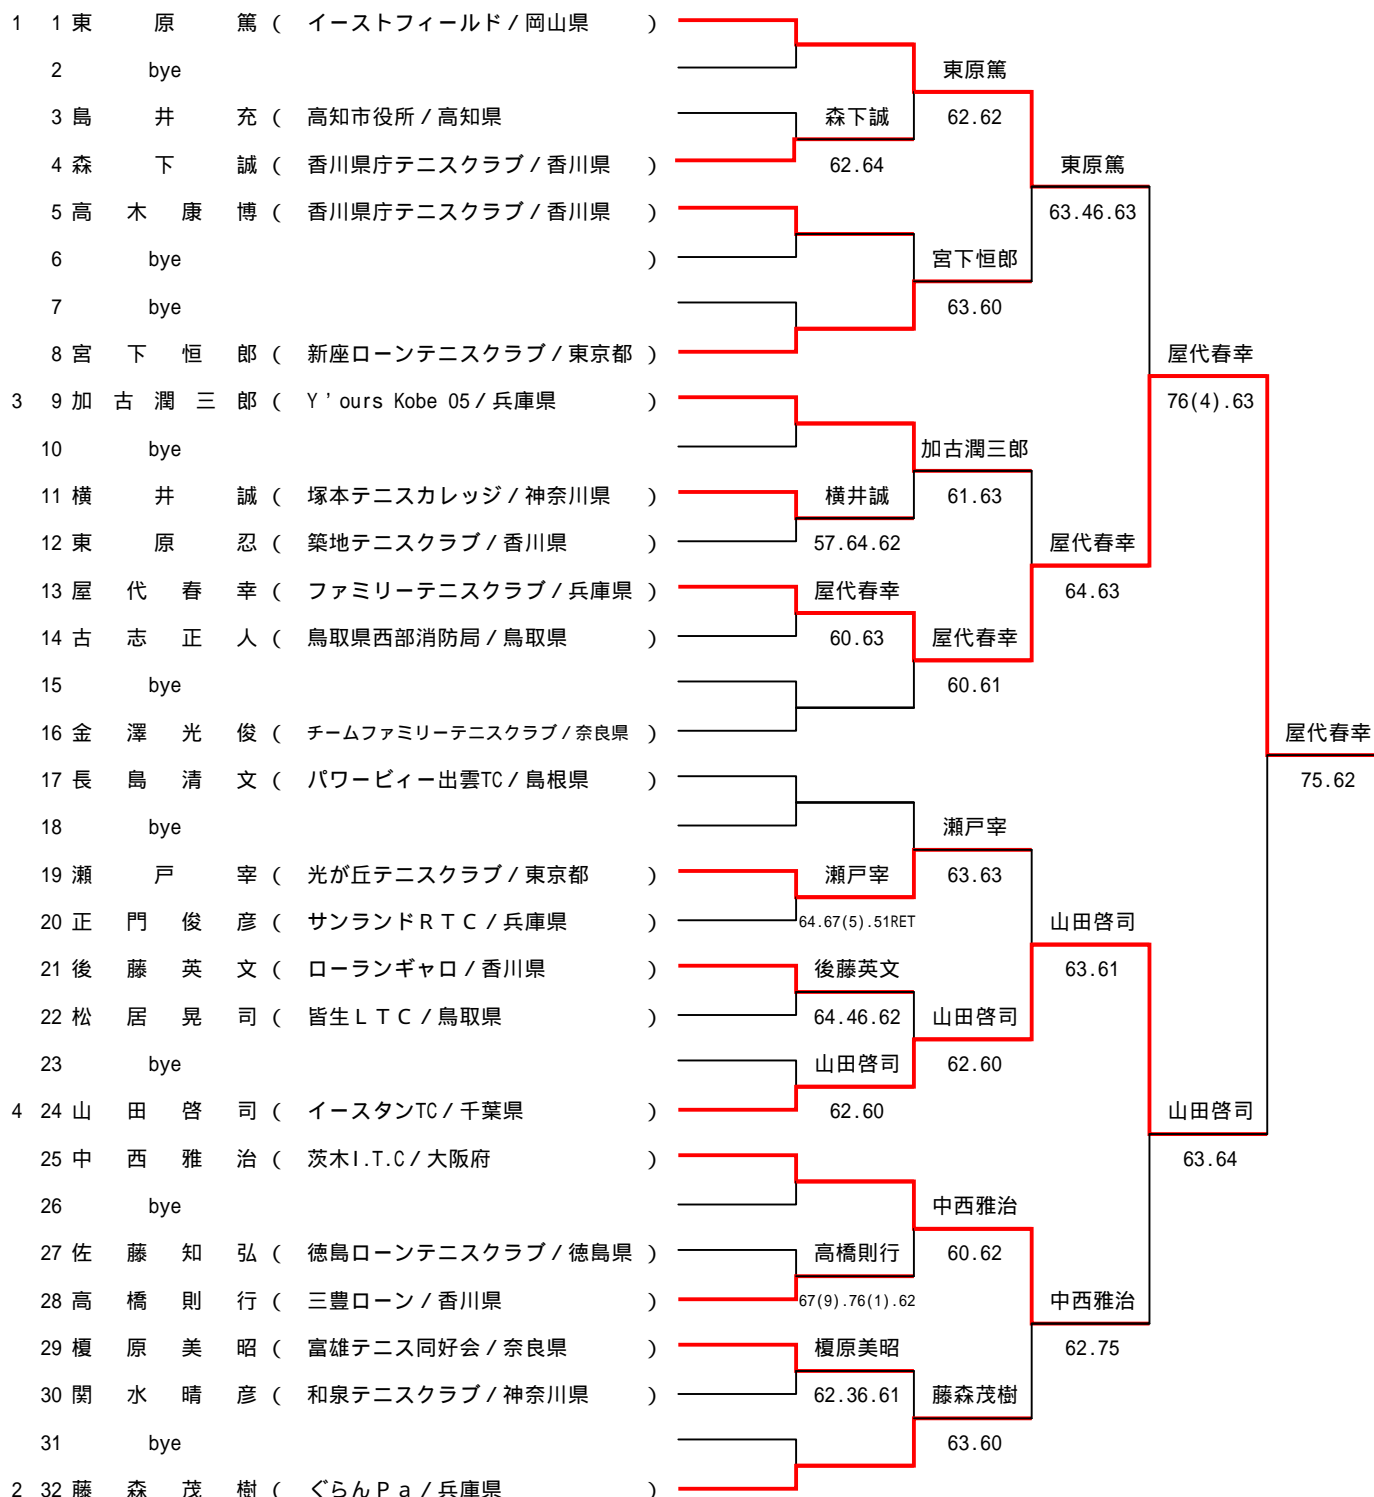 1 1 東原篤 ( イーストフィールド / 岡山県 )
2 bye 東原篤
3 島井充 ( 高知市役所 / 高知県 森下誠 62.62
4 森下誠 ( 香川県庁テニスクラブ / 香川県 ) 62.64 東原篤
5 高木康博 ( 香川県庁テニスクラブ / 香川県 ) 63.46.63
6 bye ) 宮下恒郎
7 bye 63.60
8 宮下恒郎 ( 新座ローンテニスクラブ / 東京都 ) 屋代春幸
3 9 加古潤三郎 ( Y'ours Kobe 05 / 兵庫県 ) 76(4).63
10 bye 加古潤三郎
11 横井誠 ( 塚本テニスカレッジ / 神奈川県 ) 横井誠 61.63
12 東原忍 ( 築地テニスクラブ / 香川県 ) 57.64.62 屋代春幸
13 屋代春幸 ( ファミリーテニスクラブ / 兵庫県 ) 屋代春幸 64.63
14 古志正人 ( 鳥取県西部消防局 / 鳥取県 ) 60.63 屋代春幸
15 bye 60.61
16 金澤光俊 ( チームファミリーテニスクラブ / 奈良県 ) 屋代春幸
17 長島清文 ( パワービィー出雲TC / 島根県 ) 75.62
18 bye 瀬戸宰
19 瀬戸宰 ( 光が丘テニスクラブ / 東京都 ) 瀬戸宰 63.63
20 正門俊彦 ( サンランドRTC / 兵庫県 ) 64.67(5).51RET 山田啓司
21 後藤英文 ( ローランギャロ / 香川県 ) 後藤英文 63.61
22 松居晃司 ( 皆生LTC / 鳥取県 ) 64.46.62 山田啓司
23 bye 山田啓司 62.60
4 24 山田啓司 ( イースタンTC / 千葉県 ) 62.60 山田啓司
25 中西雅治 ( 茨木I.T.C / 大阪府 ) 63.64
26 bye 中西雅治
27 佐藤知弘 ( 徳島ローンテニスクラブ / 徳島県 ) 高橋則行 60.62
28 高橋則行 ( 三豊ローン / 香川県 ) 67(9).76(1).62 中西雅治
29 榎原美昭 ( 富雄テニス同好会 / 奈良県 ) 榎原美昭 62.75
30 関水晴彦 ( 和泉テニスクラブ / 神奈川県 ) 62.36.61 藤森茂樹
31 bye 63.60
2 32 藤森茂樹 ( ぐらんPa / 兵庫県 )